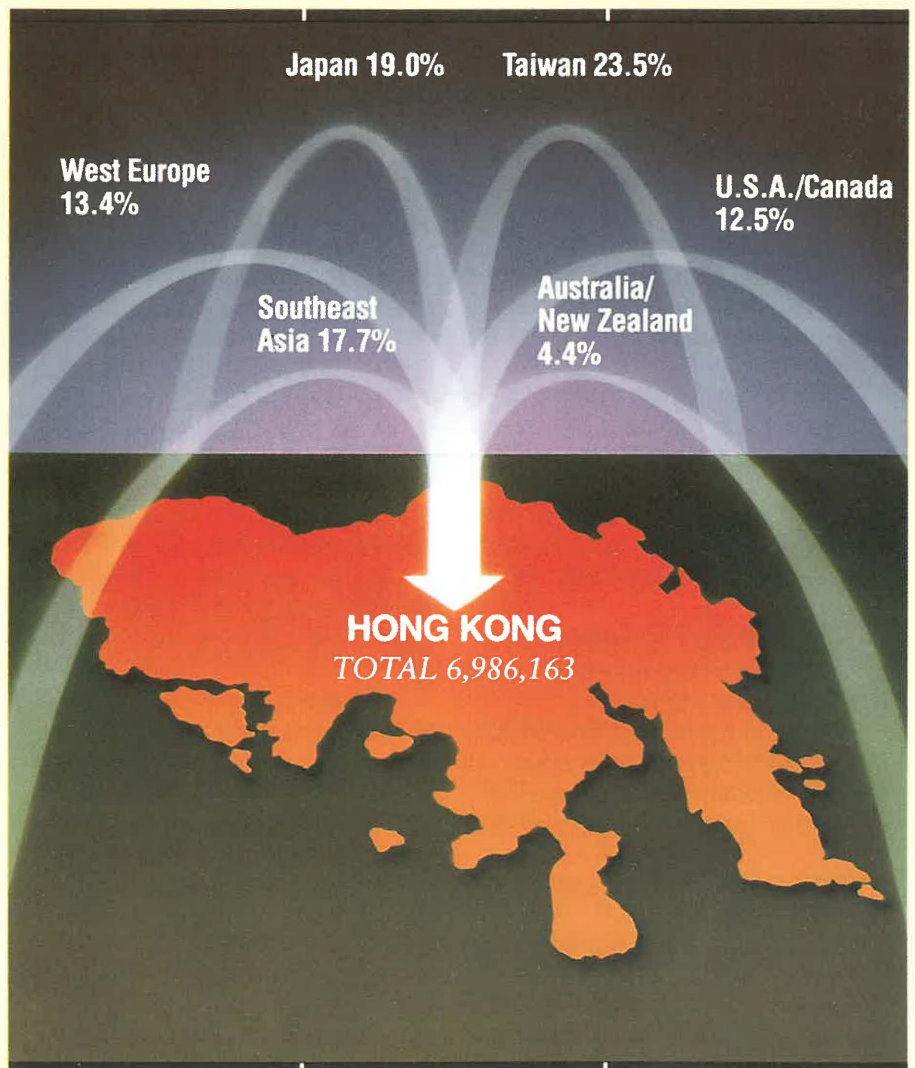 Japan 19.0%
Taiwan 23.5%
West Europe
13.4%
U.S.A./Canada
12.5%
Southeast
Asia 17.7%
Australia/
New Zealand
4.4%
HONG KONG
TOTAL 6,986,163